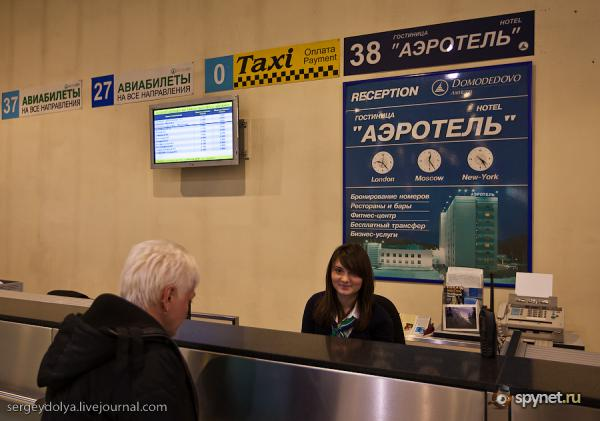 37
АВИАБИЛЕТЫ
НА ВСЕ НАПРАВЛЕНИЯ
27
АВИАБИЛЕТЫ
НА ВСЕ НАПРАВЛЕНИЯ
0
Taxi
Оплата
Payment
38
ГОСТИНИЦА HOTEL
"АЭРОТЕЛЬ"
RECEPTION
DOMODEDOVO
ГОСТИНИЦА HOTEL
"АЭРОТЕЛЬ"
London Moscow New-York
Бронирование номеров
Рестораны и бары
Фитнес-центр
Бесплатный трансфер
Бизнес-услуги
АЭРОТЕЛЬ
sergeydolya.livejournal.com
spynet.ru